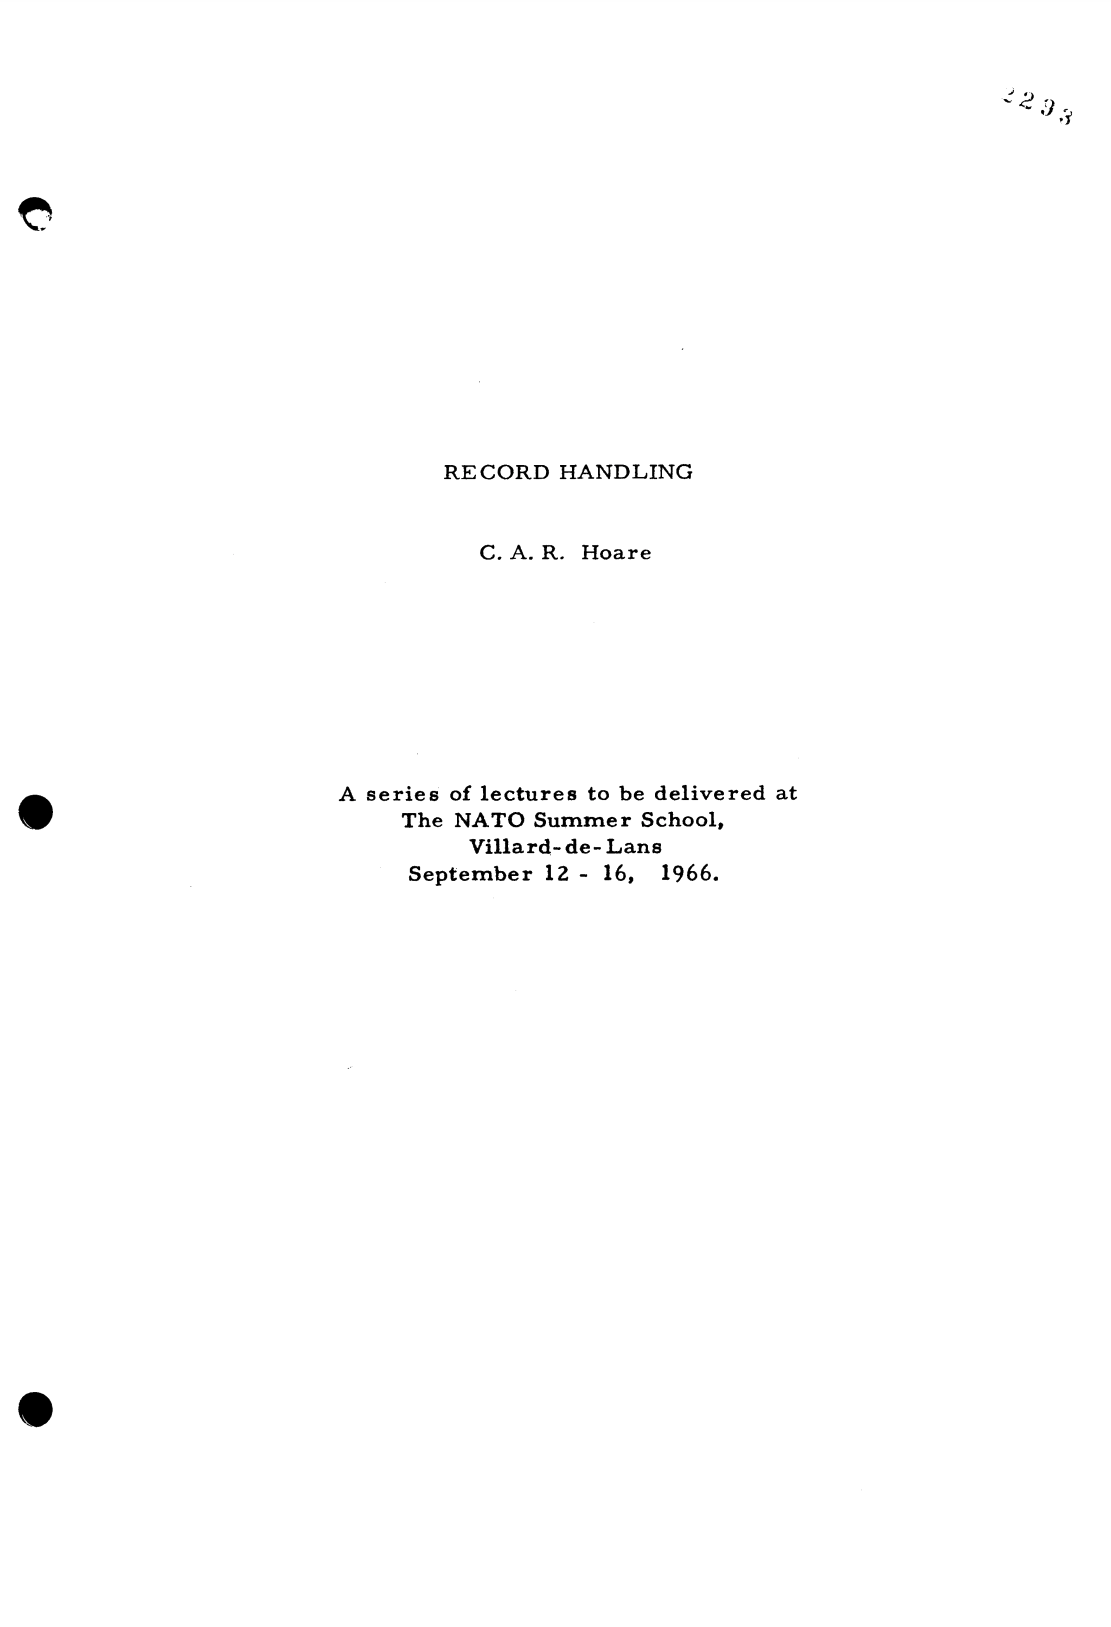 2293
RECORD HANDLING
C. A. R. Hoare
A series of lectures to be delivered at
The NATO Summer School,
Villard-de-Lans
September 12 - 16, 1966.